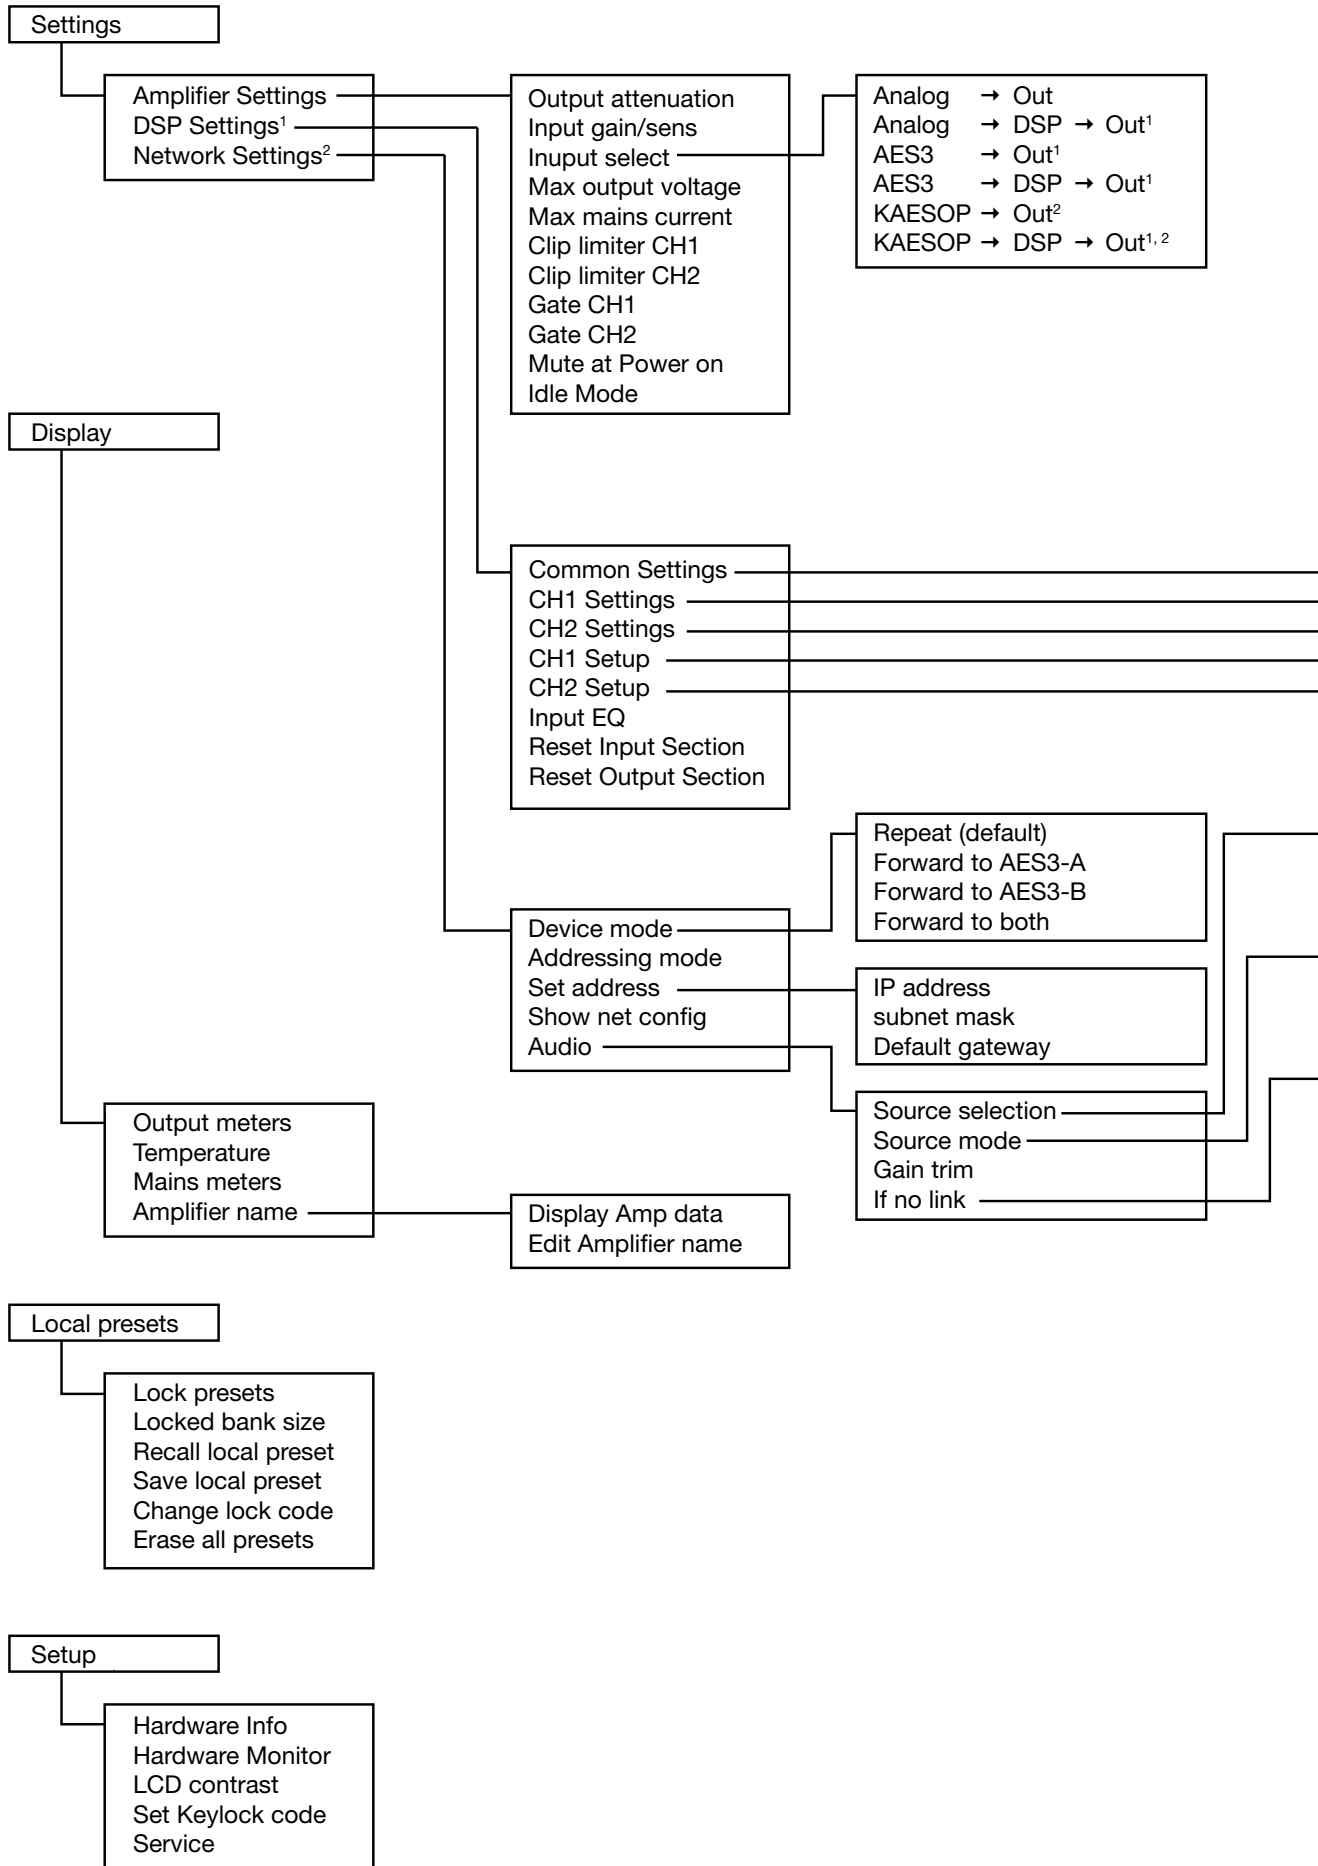 Settings
Amplifier Settings
DSP Settings¹
Network Settings²
Output attenuation
Input gain/sens
Inuput select
Max output voltage
Max mains current
Clip limiter CH1
Clip limiter CH2
Gate CH1
Gate CH2
Mute at Power on
Idle Mode
Analog → Out
Analog → DSP → Out¹
AES3 → Out¹
AES3 → DSP → Out¹
KAESOP → Out²
KAESOP → DSP → Out¹, ²
Display
Common Settings
CH1 Settings
CH2 Settings
CH1 Setup
CH2 Setup
Input EQ
Reset Input Section
Reset Output Section
Repeat (default)
Forward to AES3-A
Forward to AES3-B
Forward to both
Device mode
Addressing mode
Set address
Show net config
Audio
IP address
subnet mask
Default gateway
Source selection
Source mode
Gain trim
If no link
Output meters
Temperature
Mains meters
Amplifier name
Display Amp data
Edit Amplifier name
Local presets
Lock presets
Locked bank size
Recall local preset
Save local preset
Change lock code
Erase all presets
Setup
Hardware Info
Hardware Monitor
LCD contrast
Set Keylock code
Service